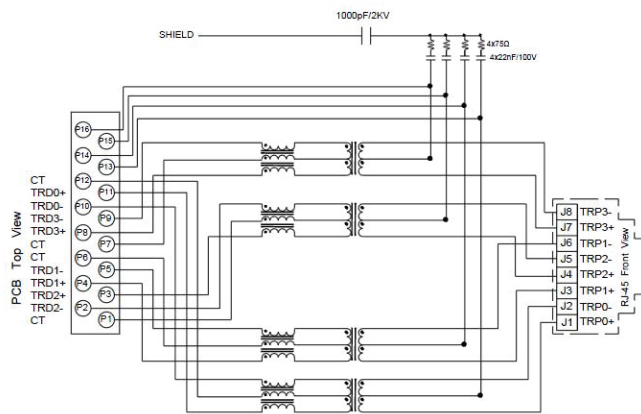 1000pF/2KV
SHIELD
4x75Ω
4x22nF/100V
P16
P15
P14
P13
CT P12
TRD0+ P11
TRD0- P10
TRD3- P9
TRD3+ P8
CT P7
CT P6
TRD1- P5
TRD1+ P4
TRD2+ P3
TRD2- P2
CT P1
PCB Top View
J8 TRP3-
J7 TRP3+
J6 TRP1-
J5 TRP2-
J4 TRP2+
J3 TRP1+
J2 TRP0-
J1 TRP0+
RJ-45 Front View